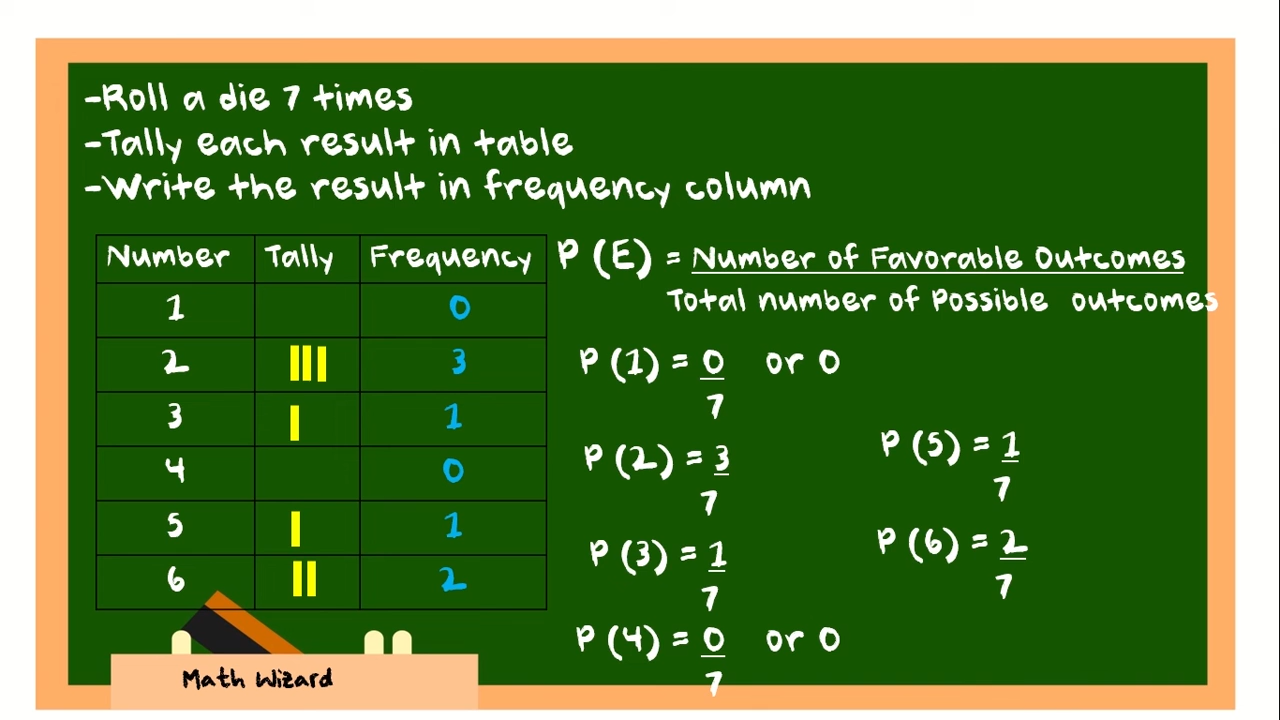 -Roll a die 7 times
-Tally each result in table
-Write the result in frequency column
Number Tally Frequency
1 0
2 3
3 1
4 0
5 1
6 2
P (E) = Number of Favorable Outcomes
Total number of Possible outcomes
P (1) = 0 or 0
7
P (2) = 3
7
P (3) = 1
7
P (4) = 0 or 0
7
P (5) = 1
7
P (6) = 2
7
Math Wizard